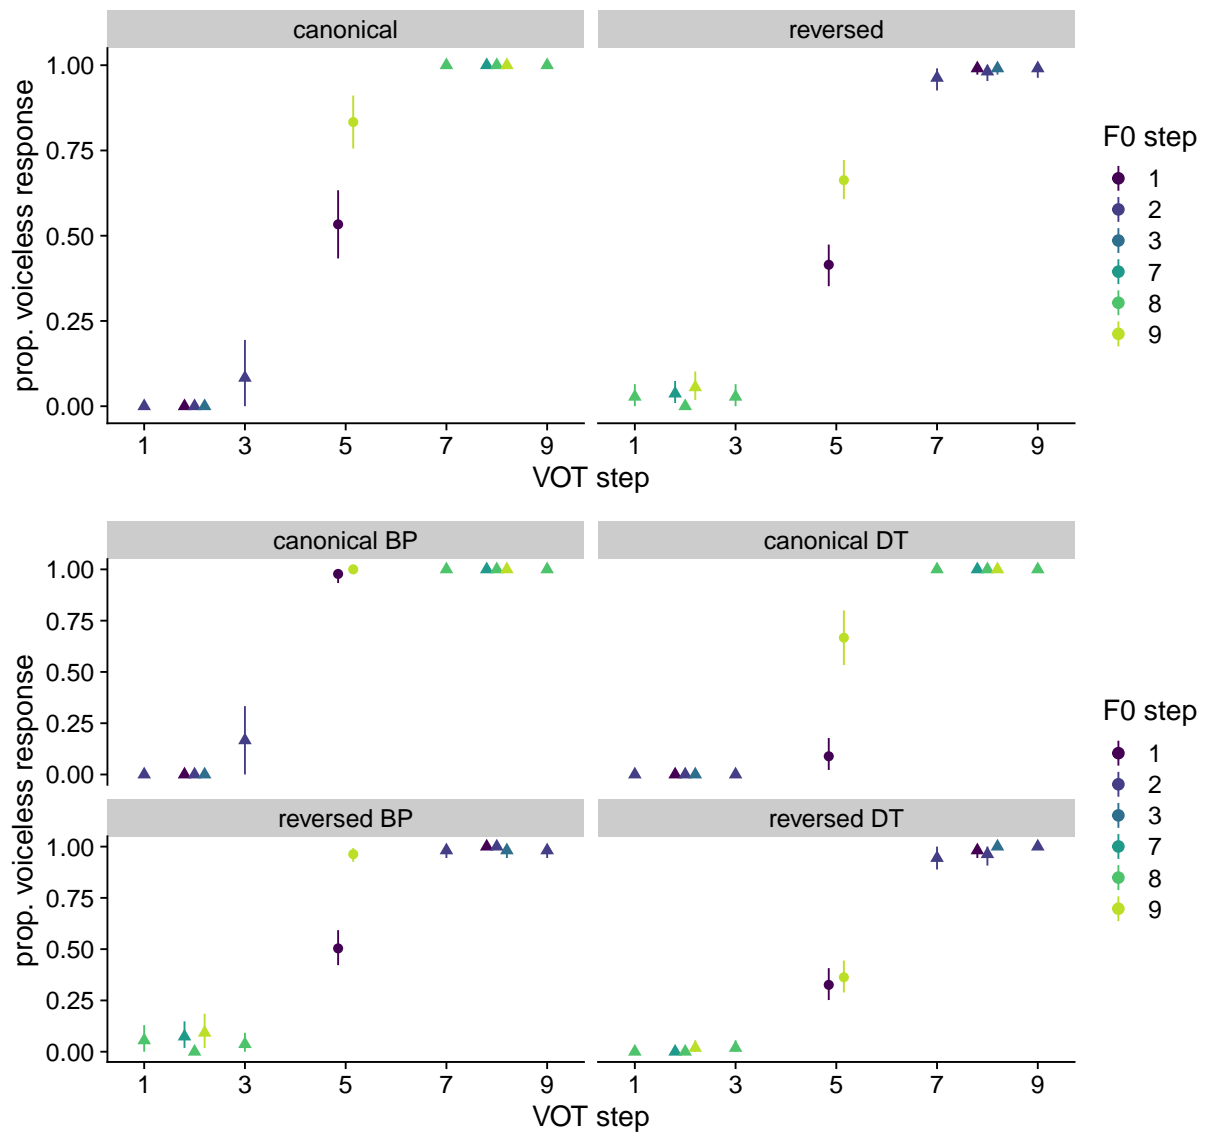 canonical
reversed
prop. voiceless response
1.00
0.75
0.50
0.25
0.00
1 3 5 7 9
1 3 5 7 9
VOT step
F0 step
1
2
3
7
8
9
canonical BP
canonical DT
prop. voiceless response
1.00
0.75
0.50
0.25
0.00
reversed BP
reversed DT
1.00
0.75
0.50
0.25
0.00
1 3 5 7 9
1 3 5 7 9
VOT step
F0 step
1
2
3
7
8
9